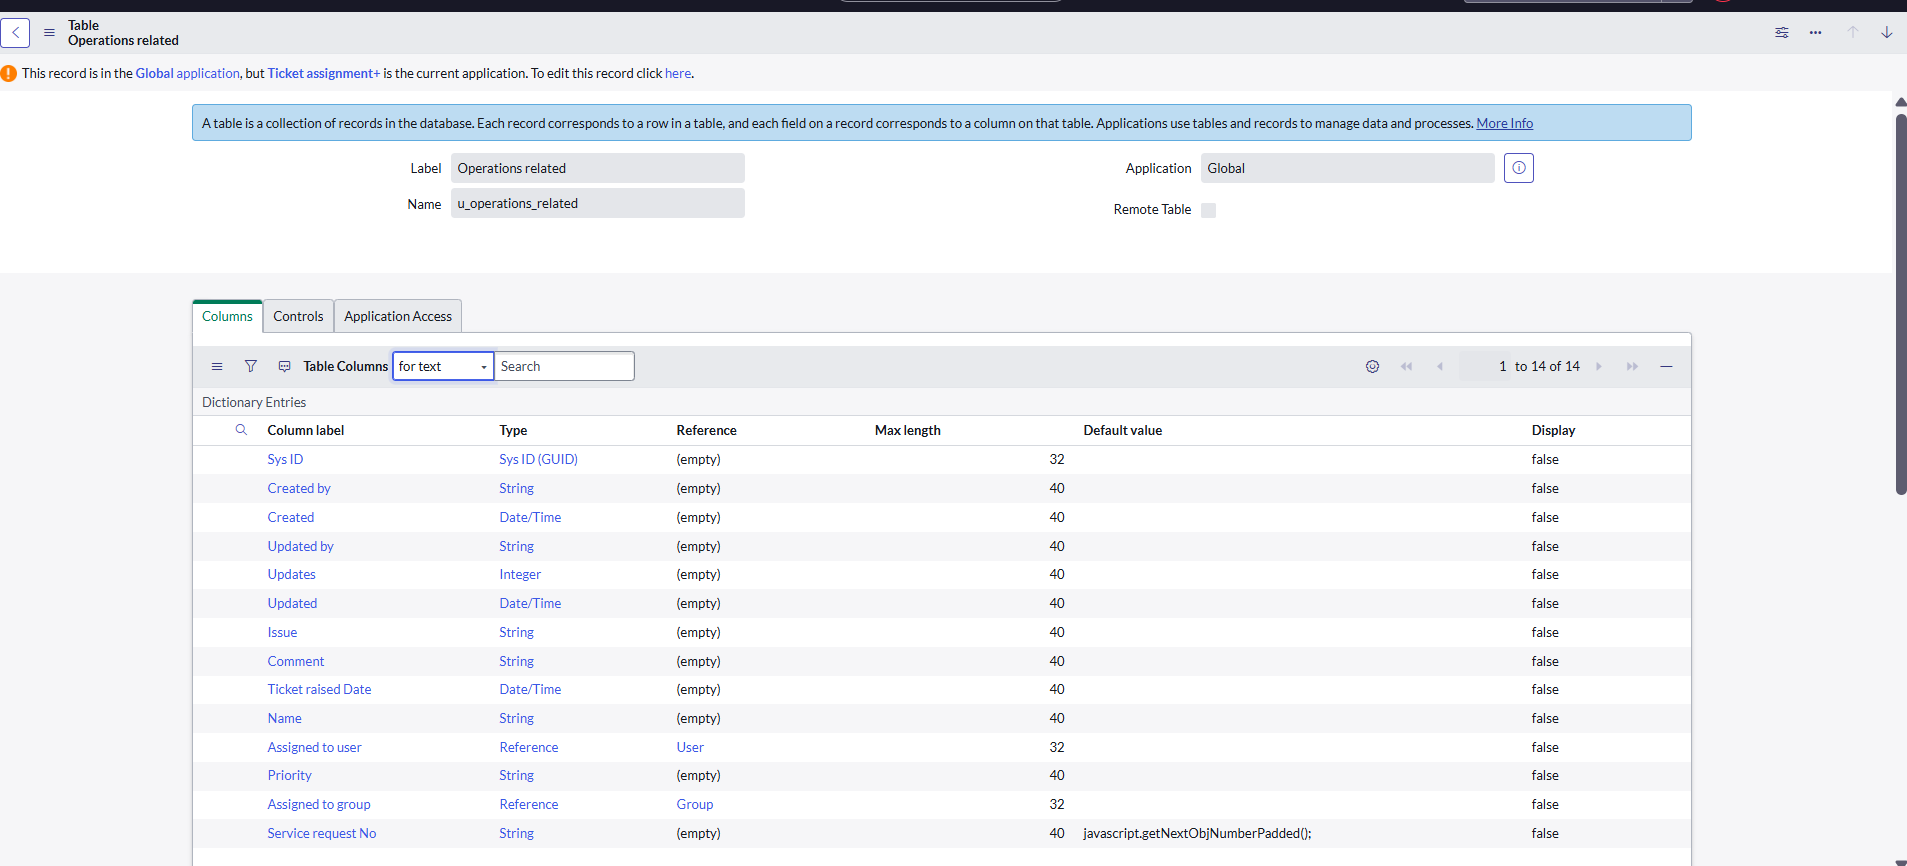 Table
Operations related
This record is in the Global application, but Ticket assignment+ is the current application. To edit this record click here.
A table is a collection of records in the database. Each record corresponds to a row in a table, and each field on a record corresponds to a column on that table. Applications use tables and records to manage data and processes. More Info
Label Operations related Application Global
Name u_operations_related Remote Table
Columns Controls Application Access
Table Columns for text Search 1 to 14 of 14
Dictionary Entries
Column label Type Reference Max length Default value Display
Sys ID Sys ID (GUID) (empty) 32 false
Created by String (empty) 40 false
Created Date/Time (empty) 40 false
Updated by String (empty) 40 false
Updates Integer (empty) 40 false
Updated Date/Time (empty) 40 false
Issue String (empty) 40 false
Comment String (empty) 40 false
Ticket raised Date Date/Time (empty) 40 false
Name String (empty) 40 false
Assigned to user Reference User 32 false
Priority String (empty) 40 false
Assigned to group Reference Group 32 false
Service request No String (empty) 40 javascript.getNextObjNumberPadded(); false